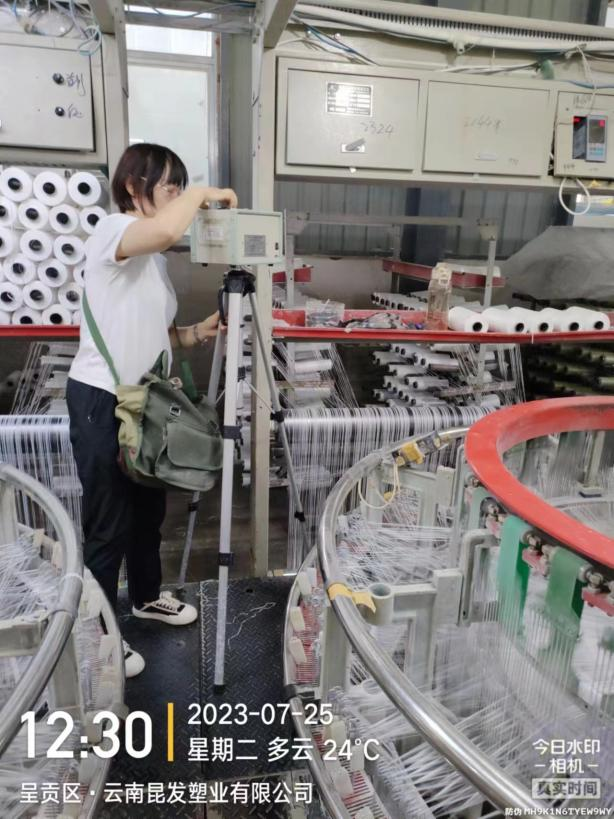 2324
12:30
2023-07-25
星期二 多云 24°C
呈贡区·云南昆发塑业有限公司
今日水印
相机
真实时间
防伪 MH9K1N6TYEW9WY